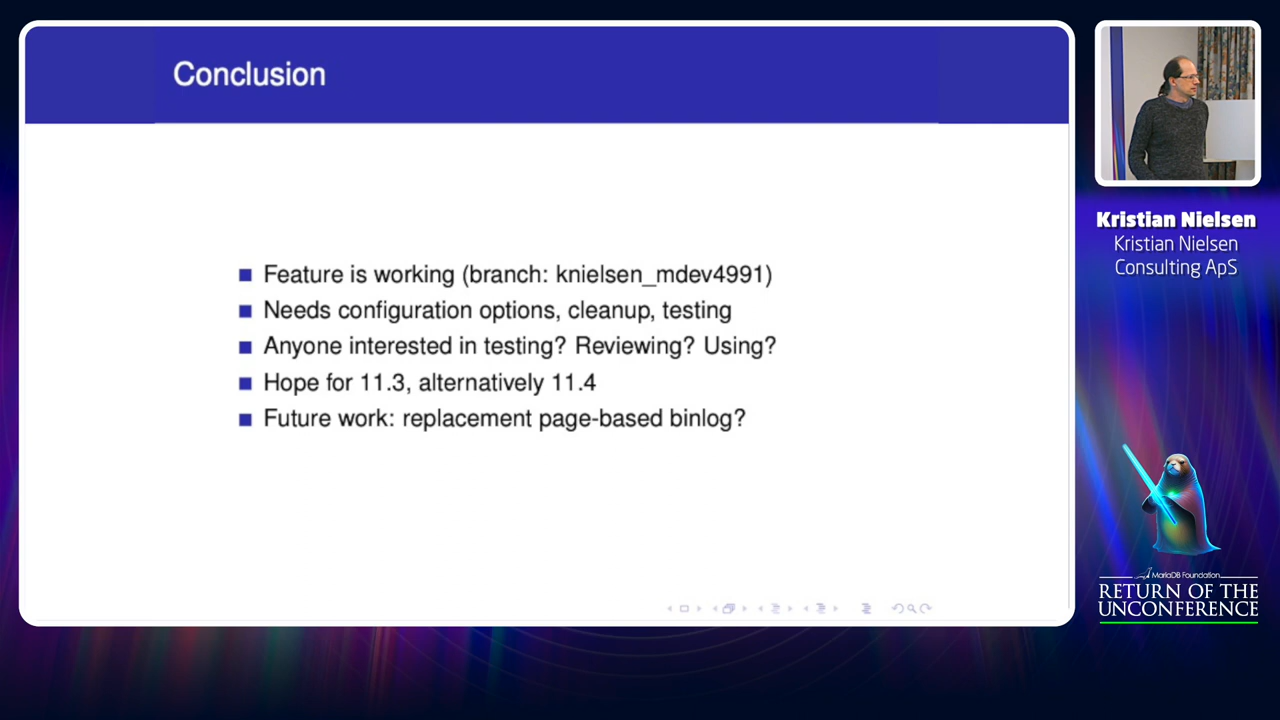 Conclusion
Feature is working (branch: knielsen_mdev4991)
Needs configuration options, cleanup, testing
Anyone interested in testing? Reviewing? Using?
Hope for 11.3, alternatively 11.4
Future work: replacement page-based binlog?
Kristian Nielsen
Kristian Nielsen
Consulting ApS
MariaDB Foundation
RETURN OF THE
UNCONFERENCE